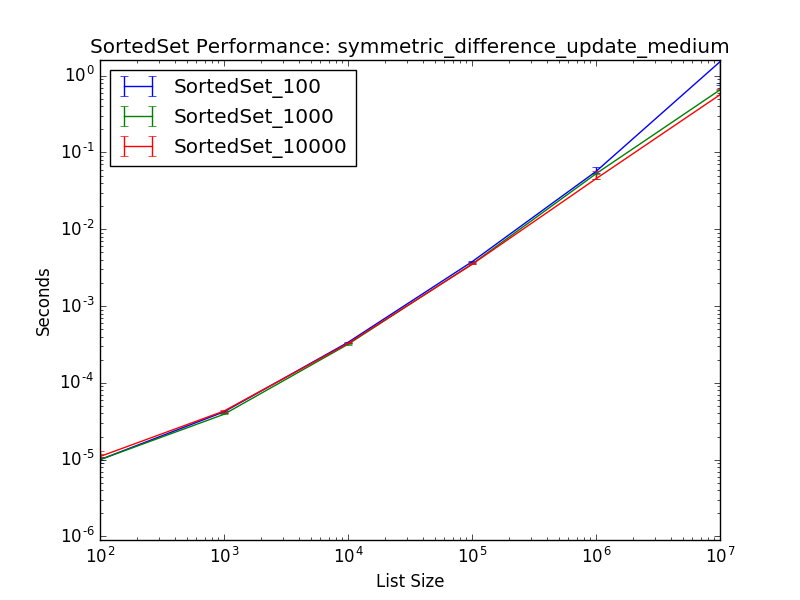 SortedSet Performance: symmetric_difference_update_medium
SortedSet_100
SortedSet_1000
SortedSet_10000
Seconds
10^0
10^-1
10^-2
10^-3
10^-4
10^-5
10^-6
10^2 10^3 10^4 10^5 10^6 10^7
List Size